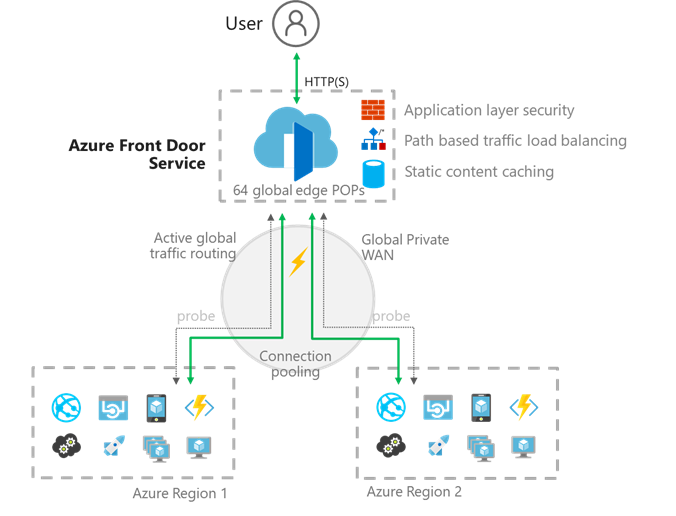 User
HTTP(S)
Azure Front Door
Service
64 global edge POPs
/*
Application layer security
Path based traffic load balancing
Static content caching
Active global
traffic routing
Global Private
WAN
probe
probe
Connection
pooling
Azure Region 1
Azure Region 2